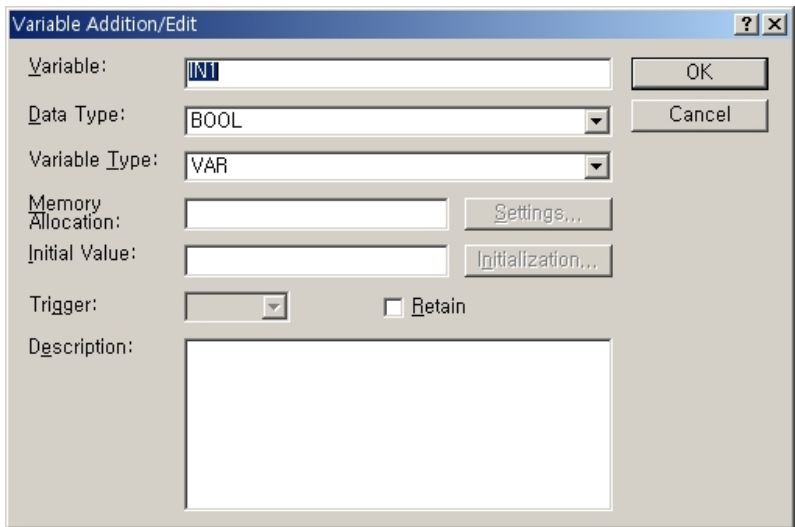 Variable Addition/Edit
Variable: IN1 OK
Data Type: BOOL Cancel
Variable Type: VAR
Memory
Allocation: Settings...
Initial Value: Initialization...
Trigger: Retain
Description: